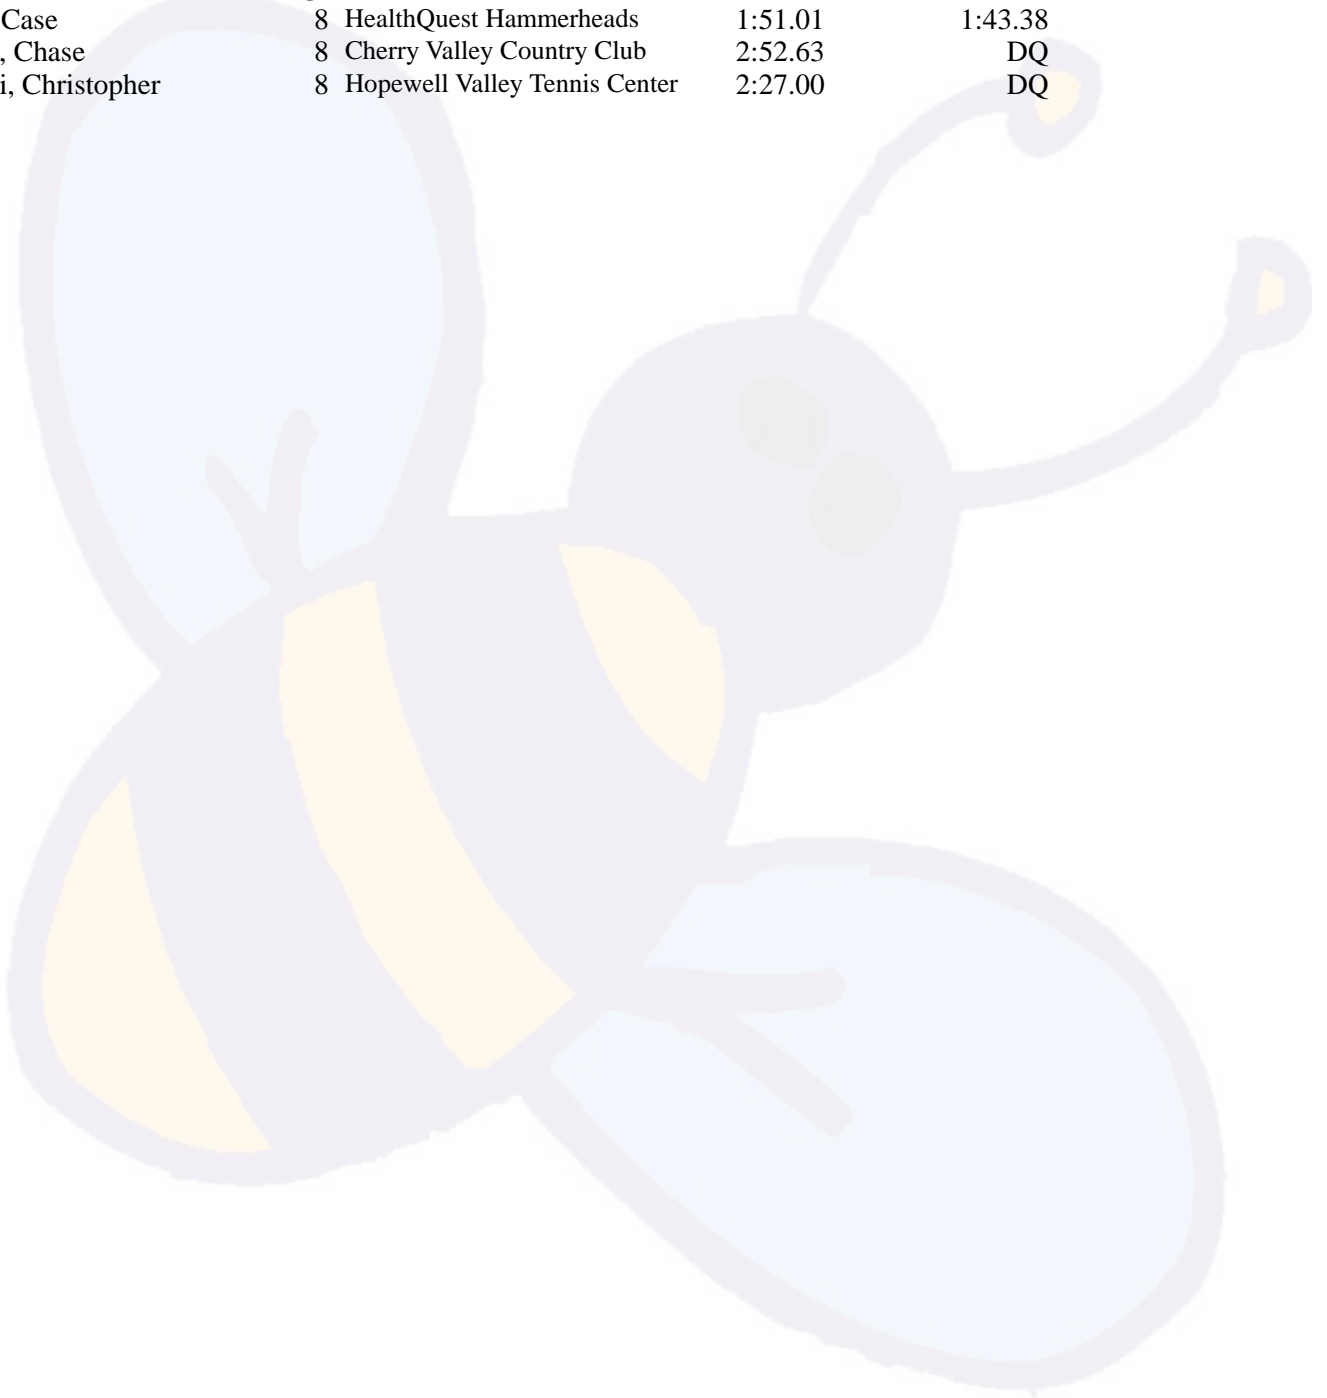 Case 8 HealthQuest Hammerheads 1:51.01 1:43.38
, Chase 8 Cherry Valley Country Club 2:52.63 DQ
i, Christopher 8 Hopewell Valley Tennis Center 2:27.00 DQ